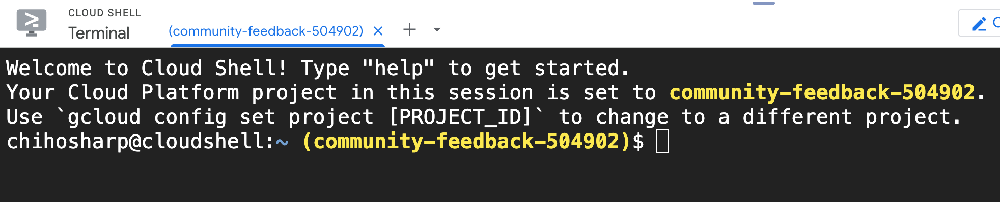 CLOUD SHELL
Terminal
(community-feedback-504902)
Welcome to Cloud Shell! Type "help" to get started.
Your Cloud Platform project in this session is set to community-feedback-504902.
Use `gcloud config set project [PROJECT_ID]` to change to a different project.
chihosharp@cloudshell:~ (community-feedback-504902)$